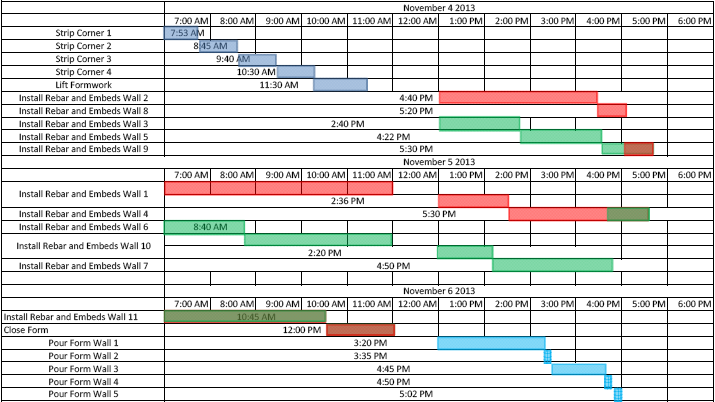 November 4 2013
7:00 AM 8:00 AM 9:00 AM 10:00 AM 11:00 AM 12:00 AM 1:00 PM 2:00 PM 3:00 PM 4:00 PM 5:00 PM 6:00 PM
Strip Corner 1 7:53 AM
Strip Corner 2 8:45 AM
Strip Corner 3 9:40 AM
Strip Corner 4 10:30 AM
Lift Formwork 11:30 AM
Install Rebar and Embeds Wall 2 4:40 PM
Install Rebar and Embeds Wall 8 5:20 PM
Install Rebar and Embeds Wall 3 2:40 PM
Install Rebar and Embeds Wall 5 4:22 PM
Install Rebar and Embeds Wall 9 5:30 PM
November 5 2013
7:00 AM 8:00 AM 9:00 AM 10:00 AM 11:00 AM 12:00 AM 1:00 PM 2:00 PM 3:00 PM 4:00 PM 5:00 PM 6:00 PM
Install Rebar and Embeds Wall 1
2:36 PM
Install Rebar and Embeds Wall 4 5:30 PM
Install Rebar and Embeds Wall 6 8:40 AM
Install Rebar and Embeds Wall 10
2:20 PM
Install Rebar and Embeds Wall 7 4:50 PM
November 6 2013
7:00 AM 8:00 AM 9:00 AM 10:00 AM 11:00 AM 12:00 AM 1:00 PM 2:00 PM 3:00 PM 4:00 PM 5:00 PM 6:00 PM
Install Rebar and Embeds Wall 11 10:45 AM
Close Form 12:00 PM
Pour Form Wall 1 3:20 PM
Pour Form Wall 2 3:35 PM
Pour Form Wall 3 4:45 PM
Pour Form Wall 4 4:50 PM
Pour Form Wall 5 5:02 PM